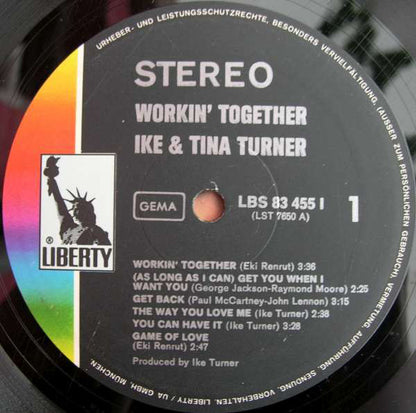 URHEBER- UND LEISTUNGSSCHUTZRECHTE, BESONDERS VERVIELFÄLTIGUNG, (AUSSER ZUM PERSÖNLICHEN GEBRAUCH), VERMIETUNG, AUFFÜHRUNG, SENDUNG, VORBEHALTEN. LIBERTY/UA GMBH, MÜNCHEN.
STEREO
WORKIN' TOGETHER
IKE & TINA TURNER
GEMA
LBS 83 455 I
(LST 7650 A)
1
® LIBERTY
WORKIN' TOGETHER (Eki Renrut) 3:36
(AS LONG AS I CAN) GET YOU WHEN I
WANT YOU (George Jackson-Raymond Moore) 2:25
GET BACK (Paul McCartney-John Lennon) 3:15
THE WAY YOU LOVE ME (Ike Turner) 2:38
YOU CAN HAVE IT (Ike Turner) 3:28
GAME OF LOVE
(Eki Renrut) 2:47
Produced by Ike Turner